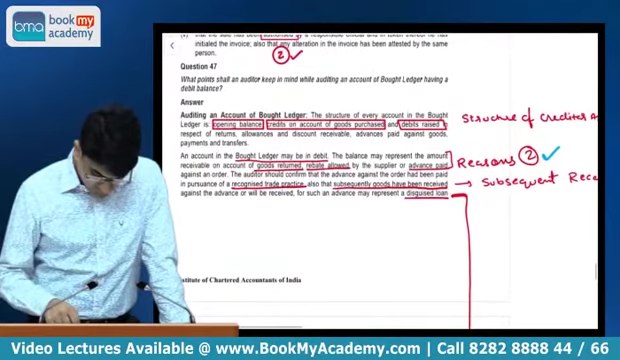 bma book my academy
(v) that the sale has been authorised by a responsible official and in token thereof he has
initialed the invoice; also that any alteration in the invoice has been attested by the same
person.
2
Question 47
What points shall an auditor keep in mind while auditing an account of Bought Ledger having a
debit balance?
Answer
Auditing an Account of Bought Ledger: The structure of every account in the Bought
Ledger is: opening balance, credits on account of goods purchased and debits raised in
respect of returns, allowances and discount receivable, advances paid against goods,
payments and transfers.
Structure of Creditors A
An account in the Bought Ledger may be in debit. The balance may represent the amount
receivable on account of goods returned, rebate allowed by the supplier or advance paid
against an order. The auditor should confirm that the advance against the order had been paid
in pursuance of a recognised trade practice, also that subsequently goods have been received
against the advance or will be received, for such an advance may represent a disguised loan
Reasons 2
Subsequent Rece
stitute of Chartered Accountants of India
Video Lectures Available @ www.BookMyAcademy.com | Call 8282 8888 44 / 66